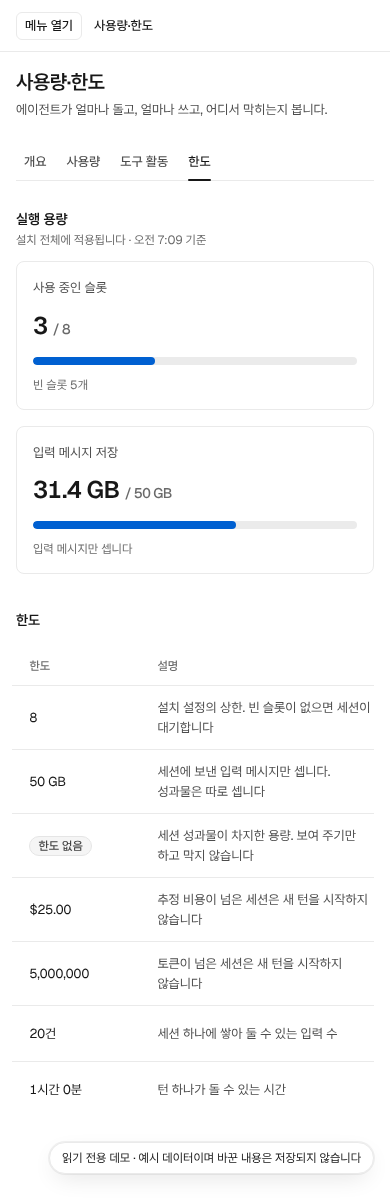 메뉴 열기 사용량·한도
사용량·한도
에이전트가 얼마나 돌고, 얼마나 쓰고, 어디서 막히는지 봅니다.
개요 사용량 도구 활동 한도
실행 용량
설치 전체에 적용됩니다 · 오전 7:09 기준
사용 중인 슬롯
3 / 8
빈 슬롯 5개
입력 메시지 저장
31.4 GB / 50 GB
입력 메시지만 셉니다
한도
한도 설명
8 설치 설정의 상한. 빈 슬롯이 없으면 세션이
대기합니다
50 GB 세션에 보낸 입력 메시지만 셉니다.
성과물은 따로 셉니다
한도 없음 세션 성과물이 차지한 용량. 보여 주기만
하고 막지 않습니다
$25.00 추정 비용이 넘은 세션은 새 턴을 시작하지
않습니다
5,000,000 토큰이 넘은 세션은 새 턴을 시작하지
않습니다
20건 세션 하나에 쌓아 둘 수 있는 입력 수
1시간 0분 턴 하나가 돌 수 있는 시간
읽기 전용 데모 · 예시 데이터이며 바꾼 내용은 저장되지 않습니다